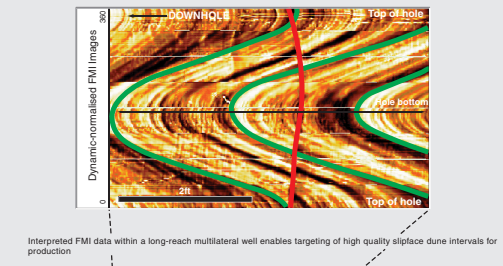 360
DOWNHOLE
Top of hole
Dynamic-normalised FMI Images
Hole bottom
2ft
0
Top of hole
Interpreted FMI data within a long-reach multilateral well enables targeting of high quality slipface dune intervals for
production